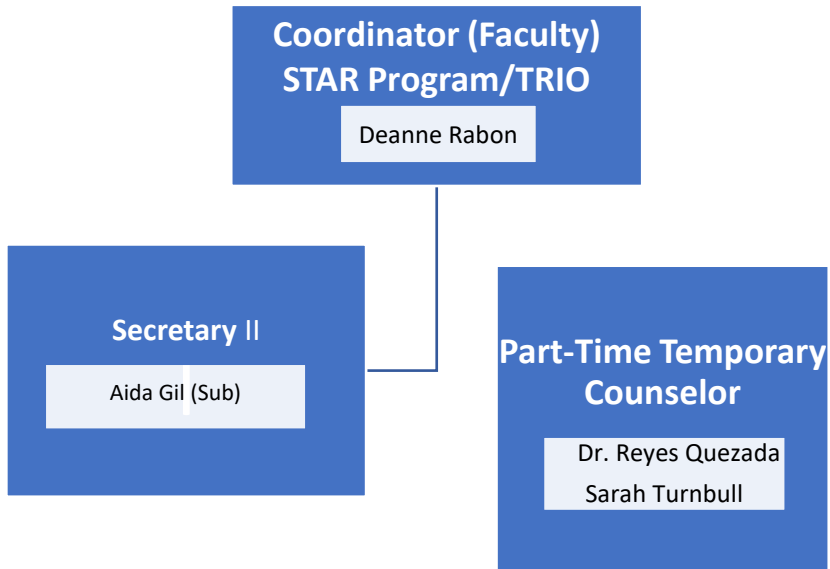 Coordinator (Faculty)
STAR Program/TRIO
Deanne Rabon
Secretary II
Aida Gil (Sub)
Part-Time Temporary
Counselor
Dr. Reyes Quezada
Sarah Turnbull